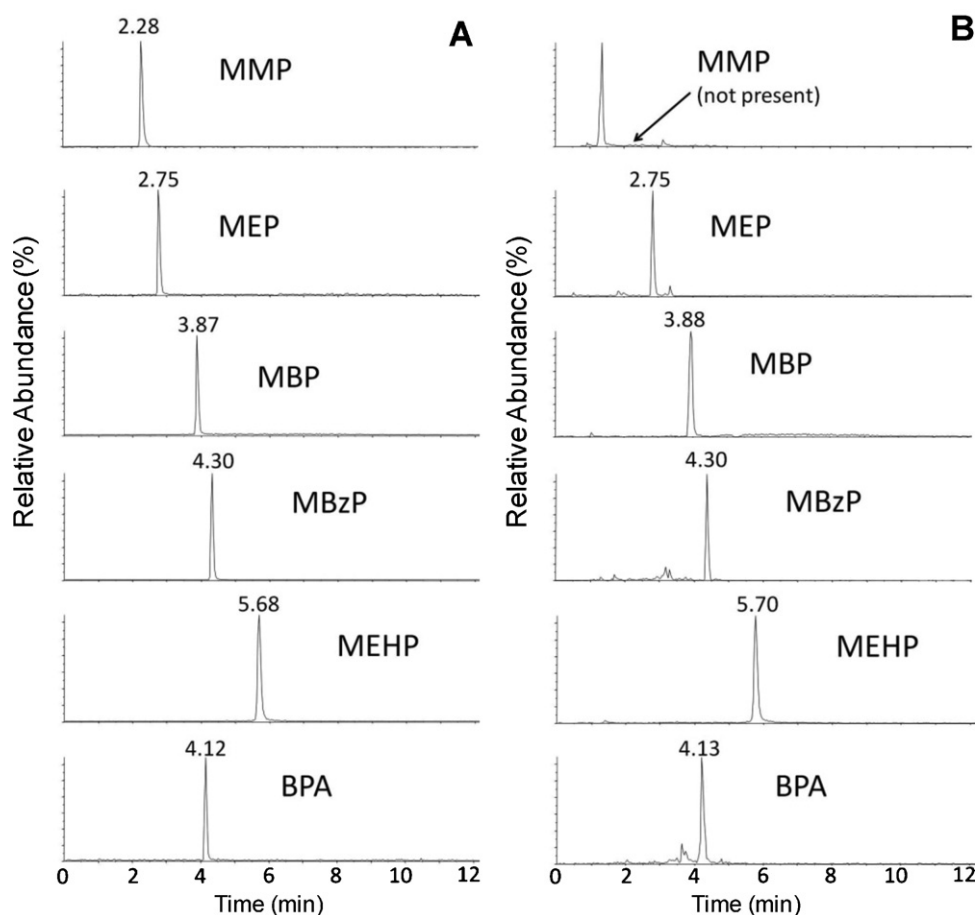 A
Relative Abundance (%)
2.28
MMP
2.75
MEP
3.87
MBP
4.30
MBzP
5.68
MEHP
4.12
BPA
0 2 4 6 8 10 12
Time (min)
B
Relative Abundance (%)
MMP
(not present)
2.75
MEP
3.88
MBP
4.30
MBzP
5.70
MEHP
4.13
BPA
0 2 4 6 8 10 12
Time (min)